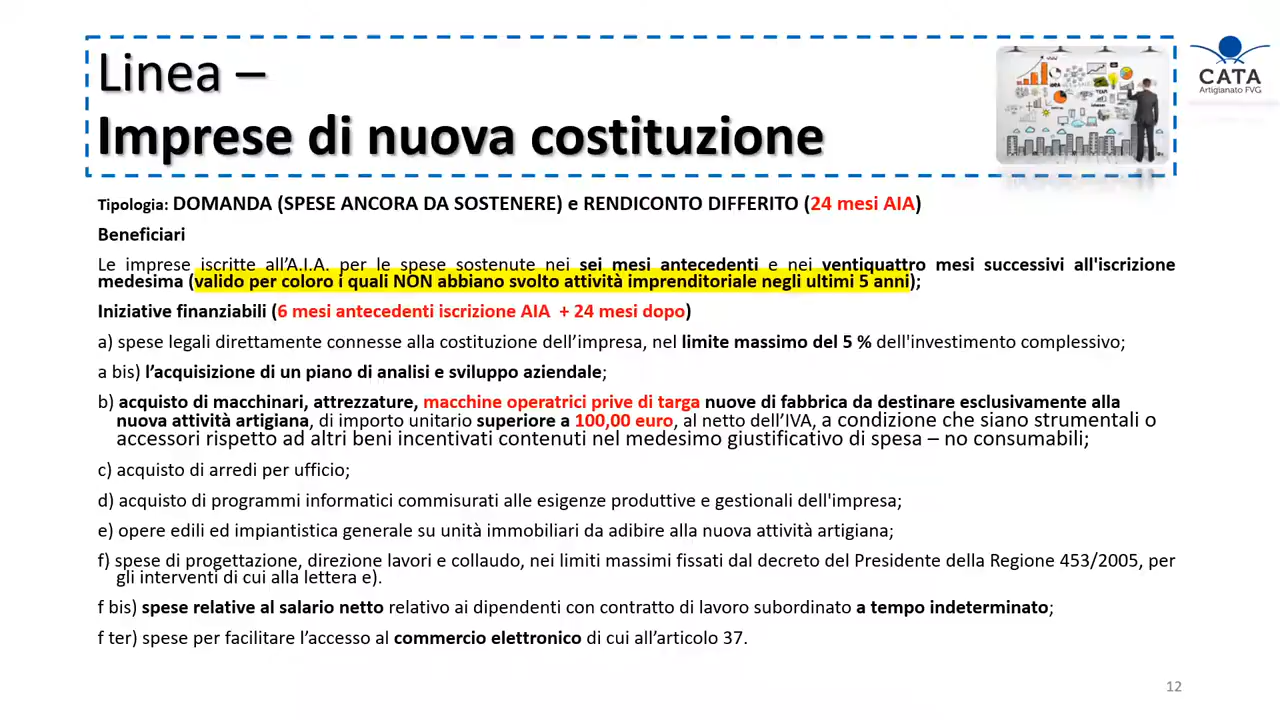 Linea –
Imprese di nuova costituzione
CATA
Artigianato FVG
Tipologia: DOMANDA (SPESE ANCORA DA SOSTENERE) e RENDICONTO DIFFERITO (24 mesi AIA)
Beneficiari
Le imprese iscritte all’A.I.A. per le spese sostenute nei sei mesi antecedenti e nei ventiquattro mesi successivi all'iscrizione
medesima (valido per coloro i quali NON abbiano svolto attività imprenditoriale negli ultimi 5 anni);
Iniziative finanziabili (6 mesi antecedenti iscrizione AIA + 24 mesi dopo)
a) spese legali direttamente connesse alla costituzione dell’impresa, nel limite massimo del 5 % dell'investimento complessivo;
a bis) l’acquisizione di un piano di analisi e sviluppo aziendale;
b) acquisto di macchinari, attrezzature, macchine operatrici prive di targa nuove di fabbrica da destinare esclusivamente alla
nuova attività artigiana, di importo unitario superiore a 100,00 euro, al netto dell’IVA, a condizione che siano strumentali o
accessori rispetto ad altri beni incentivati contenuti nel medesimo giustificativo di spesa – no consumabili;
c) acquisto di arredi per ufficio;
d) acquisto di programmi informatici commisurati alle esigenze produttive e gestionali dell'impresa;
e) opere edili ed impiantistica generale su unità immobiliari da adibire alla nuova attività artigiana;
f) spese di progettazione, direzione lavori e collaudo, nei limiti massimi fissati dal decreto del Presidente della Regione 453/2005, per
gli interventi di cui alla lettera e).
f bis) spese relative al salario netto relativo ai dipendenti con contratto di lavoro subordinato a tempo indeterminato;
f ter) spese per facilitare l’accesso al commercio elettronico di cui all’articolo 37.
12